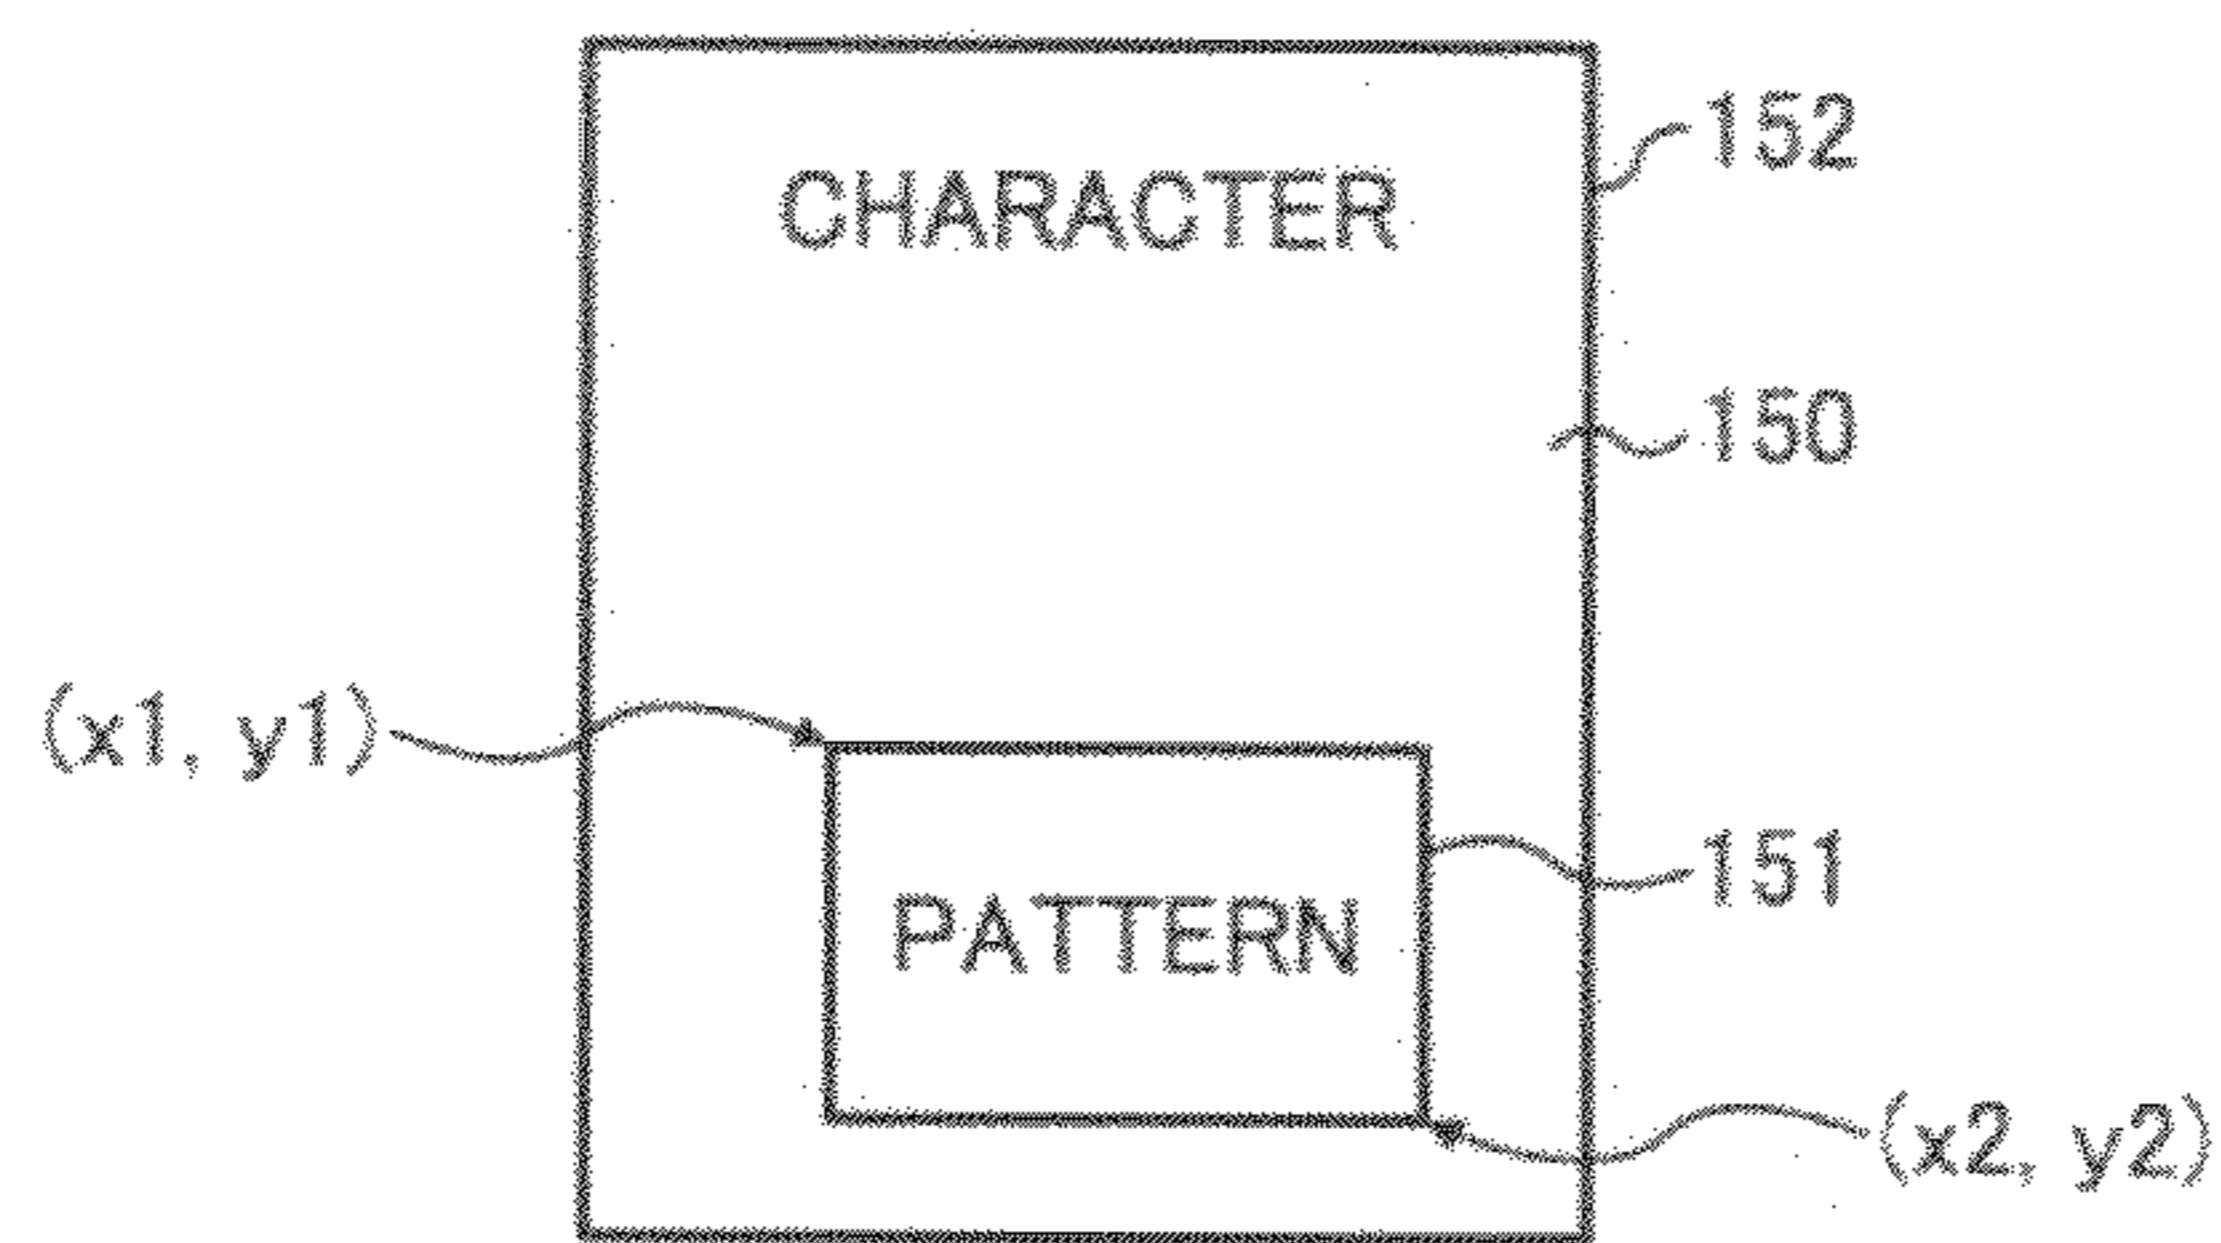 152
CHARACTER
150
(x1, y1)
151
PATTERN
(x2, y2)